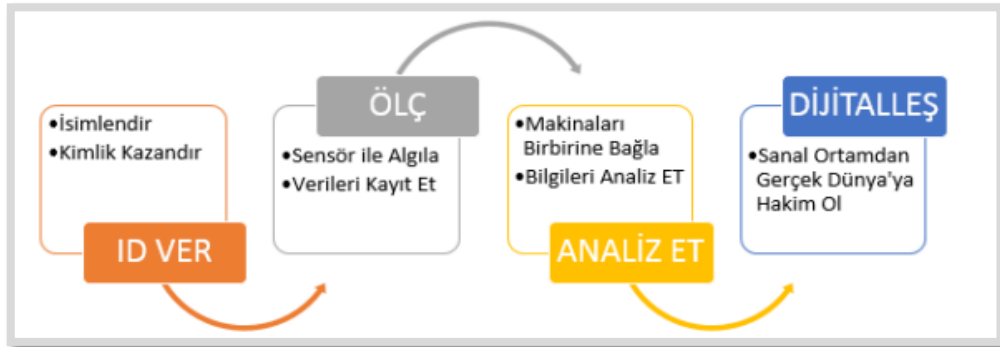 •İsimlendir
•Kimlik Kazandır
ID VER
ÖLÇ
•Sensör ile Algıla
•Verileri Kayıt Et
•Makinaları
Birbirine Bağla
•Bilgileri Analiz ET
ANALİZ ET
DİJİTALLEŞ
•Sanal Ortamdan
Gerçek Dünya'ya
Hakim Ol